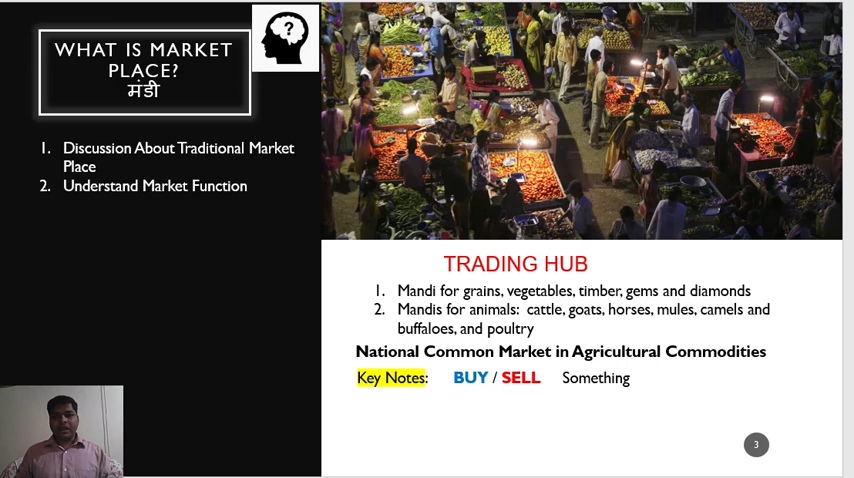 WHAT IS MARKET
PLACE?
मंडी
?
1. Discussion About Traditional Market
Place
2. Understand Market Function
TRADING HUB
1. Mandi for grains, vegetables, timber, gems and diamonds
2. Mandis for animals: cattle, goats, horses, mules, camels and
buffaloes, and poultry
National Common Market in Agricultural Commodities
Key Notes: BUY / SELL Something
3